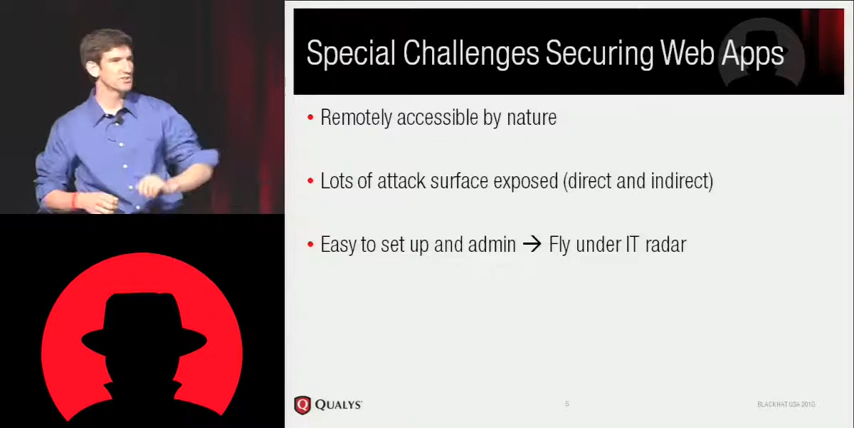 Special Challenges Securing Web Apps
• Remotely accessible by nature
• Lots of attack surface exposed (direct and indirect)
• Easy to set up and admin → Fly under IT radar
QUALYS
5
BLACKHAT USA 2010